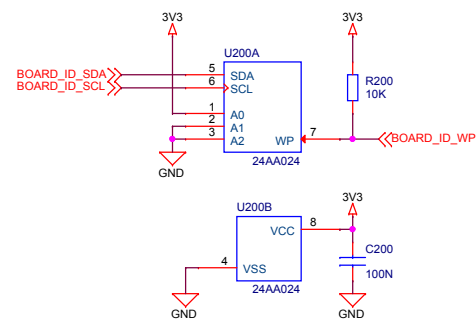 3V3
3V3
U200A
BOARD_ID_SDA
5
SDA
BOARD_ID_SCL
6
SCL
R200
10K
1
A0
2
A1
3
A2
WP
7
BOARD_ID_WP
24AA024
GND
3V3
U200B
VCC
8
C200
100N
4
VSS
24AA024
GND
GND